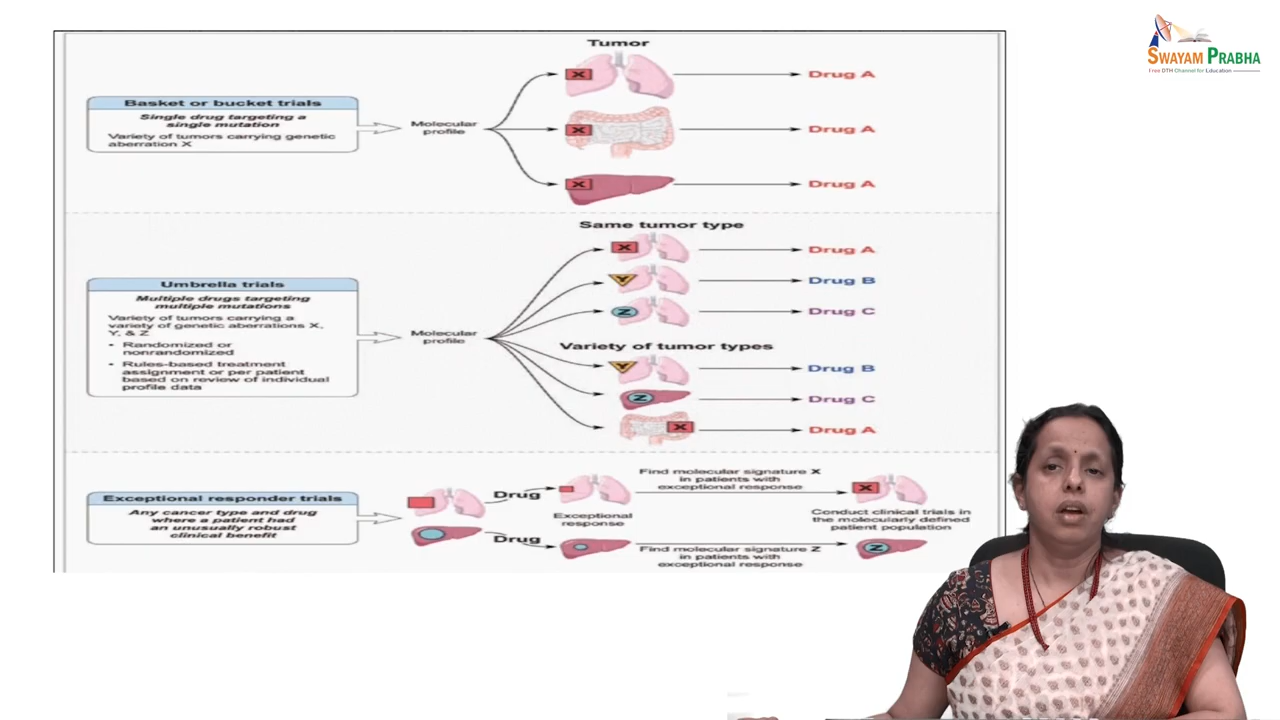 SWAYAM PRABHA
Free DTH Channel for Education
Tumor
Basket or bucket trials
Single drug targeting a
single mutation
Variety of tumors carrying genetic
aberration X
Molecular
profile
X
Drug A
X
Drug A
X
Drug A
Same tumor type
Umbrella trials
Multiple drugs targeting
multiple mutations
Variety of tumors carrying a
variety of genetic aberrations X,
Y, & Z
• Randomized or
nonrandomized
• Rules-based treatment
assignment or per patient
based on review of individual
profile data
Molecular
profile
X
Drug A
Y
Drug B
Z
Drug C
Variety of tumor types
Y
Drug B
Z
Drug C
X
Drug A
Exceptional responder trials
Any cancer type and drug
where a patient had
an unusually robust
clinical benefit
Drug
Drug
Exceptional
response
Find molecular signature X
in patients with
exceptional response
Find molecular signature Z
in patients with
exceptional response
X
Conduct clinical trials in
the molecularly defined
patient population
Z